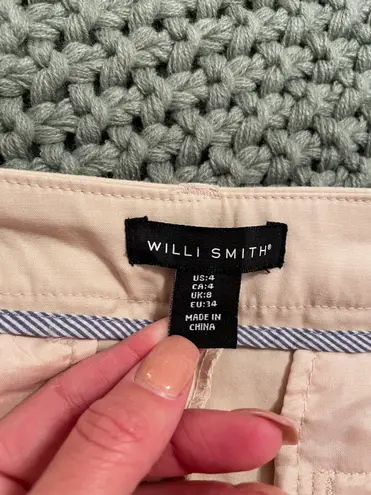 WILLI SMITH®
US:4
CA:4
UK:8
EU:34
MADE IN
CHINA